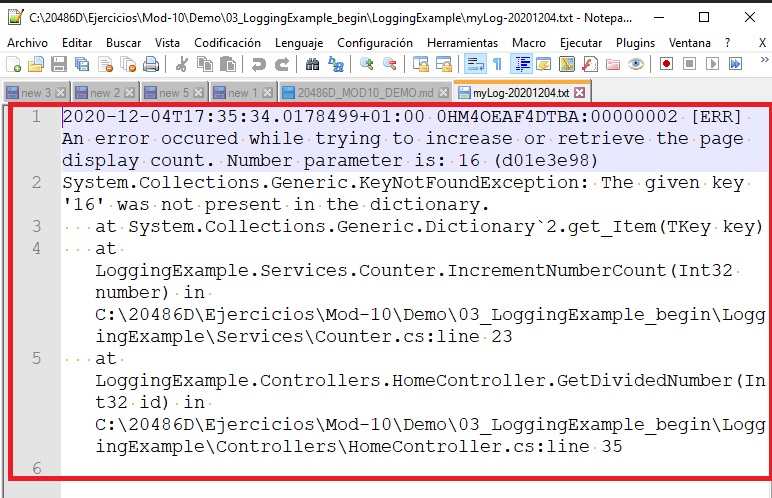 C:\20486D\Ejercicios\Mod-10\Demo\03_LoggingExample_begin\LoggingExample\myLog-20201204.txt - Notepa...
Archivo Editar Buscar Vista Codificación Lenguaje Configuración Herramientas Macro Ejecutar Plugins Ventana ? X
new 3 new 2 new 5 new 1 20486D_MOD10_DEMO.md myLog-20201204.txt
1 2020-12-04T17:35:34.0178499+01:00 0HM4OEAF4DTBA:00000002 [ERR]
An error occured while trying to increase or retrieve the page
display count. Number parameter is: 16 (d01e3e98)
2 System.Collections.Generic.KeyNotFoundException: The given key
'16' was not present in the dictionary.
3 at System.Collections.Generic.Dictionary`2.get_Item(TKey key)
4 at
LoggingExample.Services.Counter.IncrementNumberCount(Int32
number) in
C:\20486D\Ejercicios\Mod-10\Demo\03_LoggingExample_begin\Logg
ingExample\Services\Counter.cs:line 23
5 at
LoggingExample.Controllers.HomeController.GetDividedNumber(In
t32 id) in
C:\20486D\Ejercicios\Mod-10\Demo\03_LoggingExample_begin\Logg
ingExample\Controllers\HomeController.cs:line 35
6